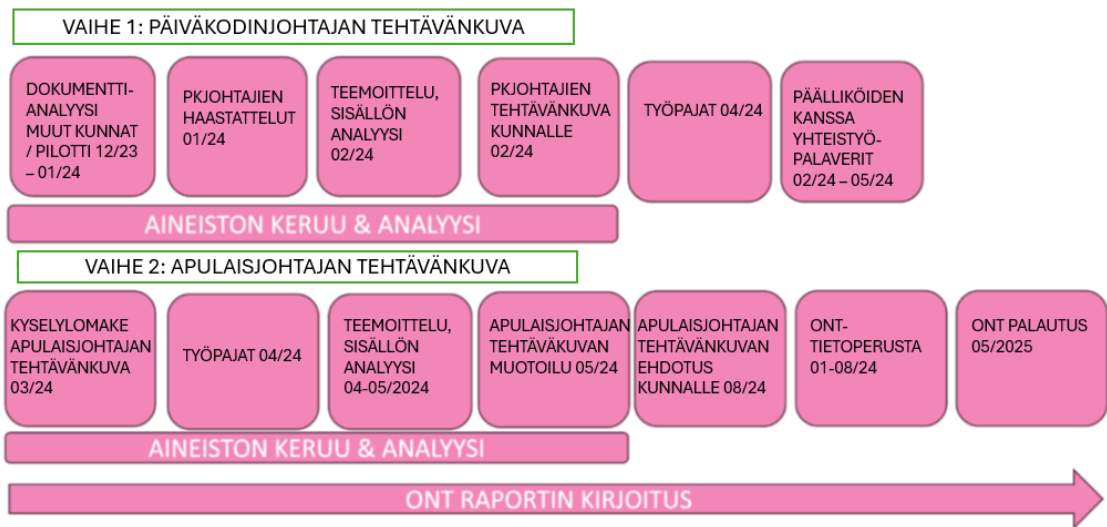 VAIHE 1: PÄIVÄKODINJOHTAJAN TEHTÄVÄNKUVA
DOKUMENTTI-
ANALYYSI
MUUT KUNNAT
/ PILOTTI 12/23
– 01/24
PKJOHTAJIEN
HAASTATTELUT
01/24
TEEMOITTELU,
SISÄLLÖN
ANALYYSI
02/24
PKJOHTAJIEN
TEHTÄVÄNKUVA
KUNNALLE
02/24
TYÖPAJAT 04/24
PÄÄLLIKÖIDEN
KANSSA
YHTEISTYÖ-
PALAVERIT
02/24 – 05/24
AINEISTON KERUU & ANALYYSI
VAIHE 2: APULAISJOHTAJAN TEHTÄVÄNKUVA
KYSELYLOMAKE
APULAISJOHTAJAN
TEHTÄVÄNKUVA
03/24
TYÖPAJAT 04/24
TEEMOITTELU,
SISÄLLÖN
ANALYYSI
04-05/2024
APULAISJOHTAJAN
TEHTÄVÄKUVAN
MUOTOILU 05/24
APULAISJOHTAJAN
TEHTÄVÄNKUVAN
EHDOTUS
KUNNALLE 08/24
ONT-
TIETOPERUSTA
01-08/24
ONT PALAUTUS
05/2025
AINEISTON KERUU & ANALYYSI
ONT RAPORTIN KIRJOITUS